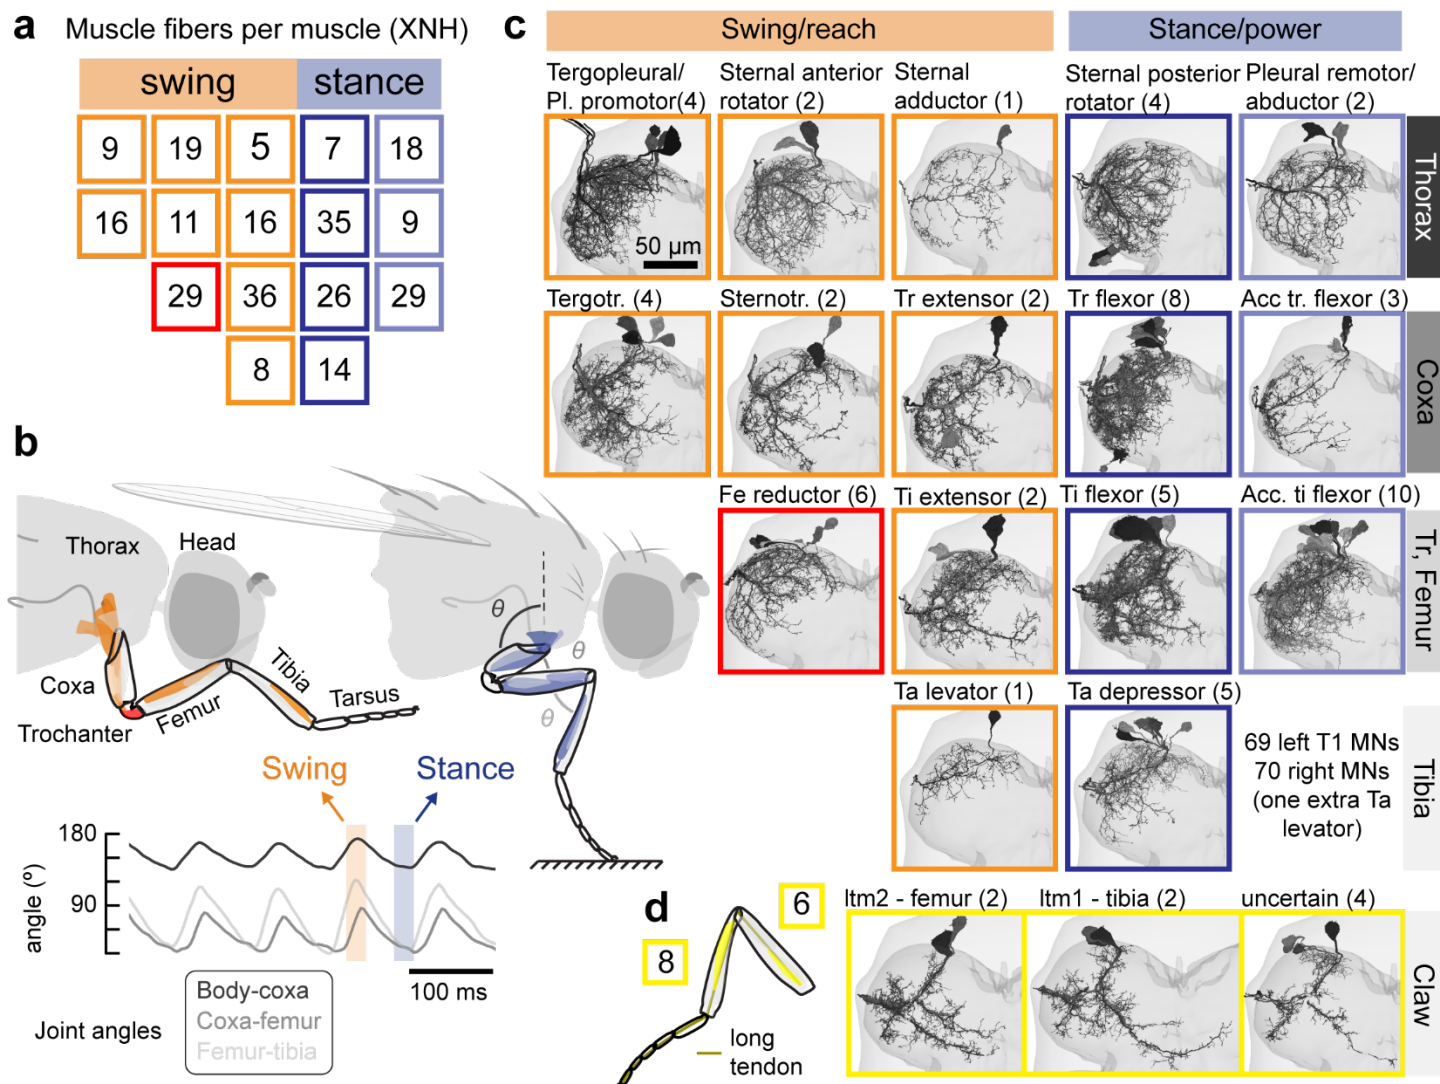 a Muscle fibers per muscle (XNH)
swing stance
9 19 5 7 18
16 11 16 35 9
29 36 26 29
8 14
b
Thorax
Head
θ
θ
θ
Coxa
Trochanter
Femur
Tibia
Tarsus
Swing Stance
180
90
angle (º)
100 ms
Joint angles
Body-coxa
Coxa-femur
Femur-tibia
c
Swing/reach
Stance/power
Tergopleural/
Pl. promotor(4)
Sternal anterior
rotator (2)
Sternal
adductor (1)
Sternal posterior
rotator (4)
Pleural remotor/
abductor (2)
50 µm
Thorax
Tergotr. (4)
Sternotr. (2)
Tr extensor (2)
Tr flexor (8)
Acc tr. flexor (3)
Coxa
Fe reductor (6)
Ti extensor (2)
Ti flexor (5)
Acc. ti flexor (10)
Tr, Femur
Ta levator (1)
Ta depressor (5)
69 left T1 MNs
70 right MNs
(one extra Ta
levator)
Tibia
d
8
6
long
tendon
ltm2 - femur (2)
ltm1 - tibia (2)
uncertain (4)
Claw